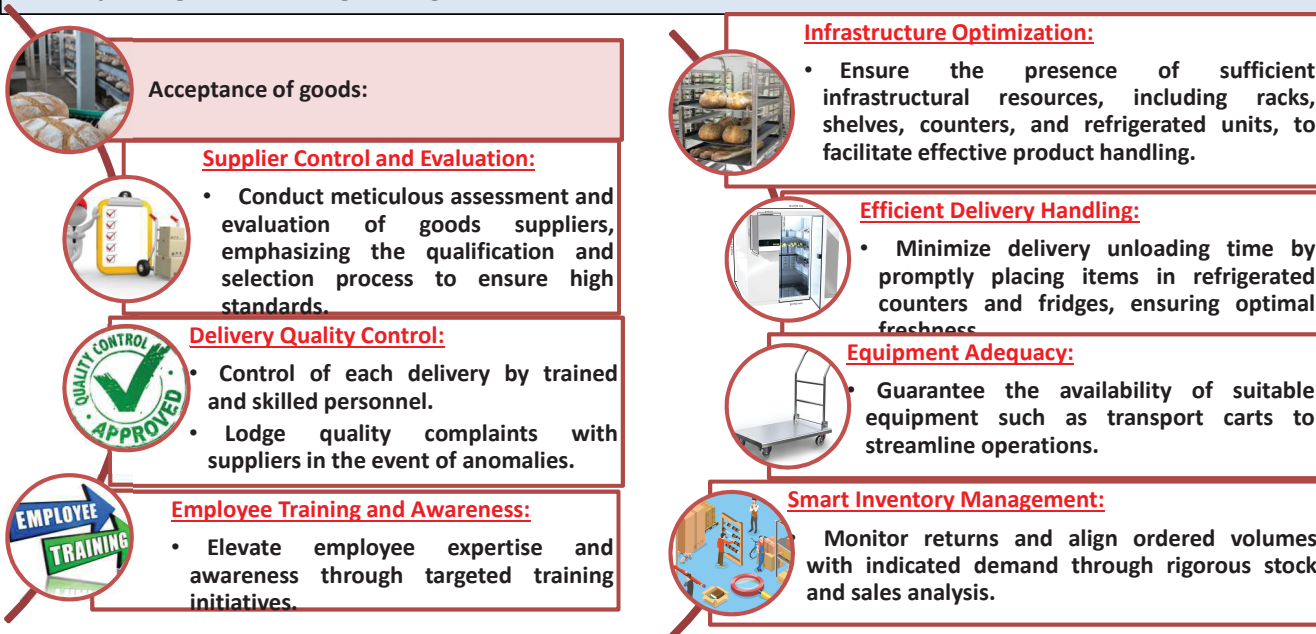 Acceptance of goods:
Supplier Control and Evaluation:
• Conduct meticulous assessment and
evaluation of goods suppliers,
emphasizing the qualification and
selection process to ensure high
standards.
QUALITY CONTROL
APPROVED
Delivery Quality Control:
• Control of each delivery by trained
and skilled personnel.
• Lodge quality complaints with
suppliers in the event of anomalies.
EMPLOYEE
TRAINING
Employee Training and Awareness:
• Elevate employee expertise and
awareness through targeted training
initiatives.
Infrastructure Optimization:
• Ensure the presence of sufficient
infrastructural resources, including racks,
shelves, counters, and refrigerated units, to
facilitate effective product handling.
Efficient Delivery Handling:
• Minimize delivery unloading time by
promptly placing items in refrigerated
counters and fridges, ensuring optimal
freshness
Equipment Adequacy:
• Guarantee the availability of suitable
equipment such as transport carts to
streamline operations.
Smart Inventory Management:
Monitor returns and align ordered volumes
with indicated demand through rigorous stock
and sales analysis.